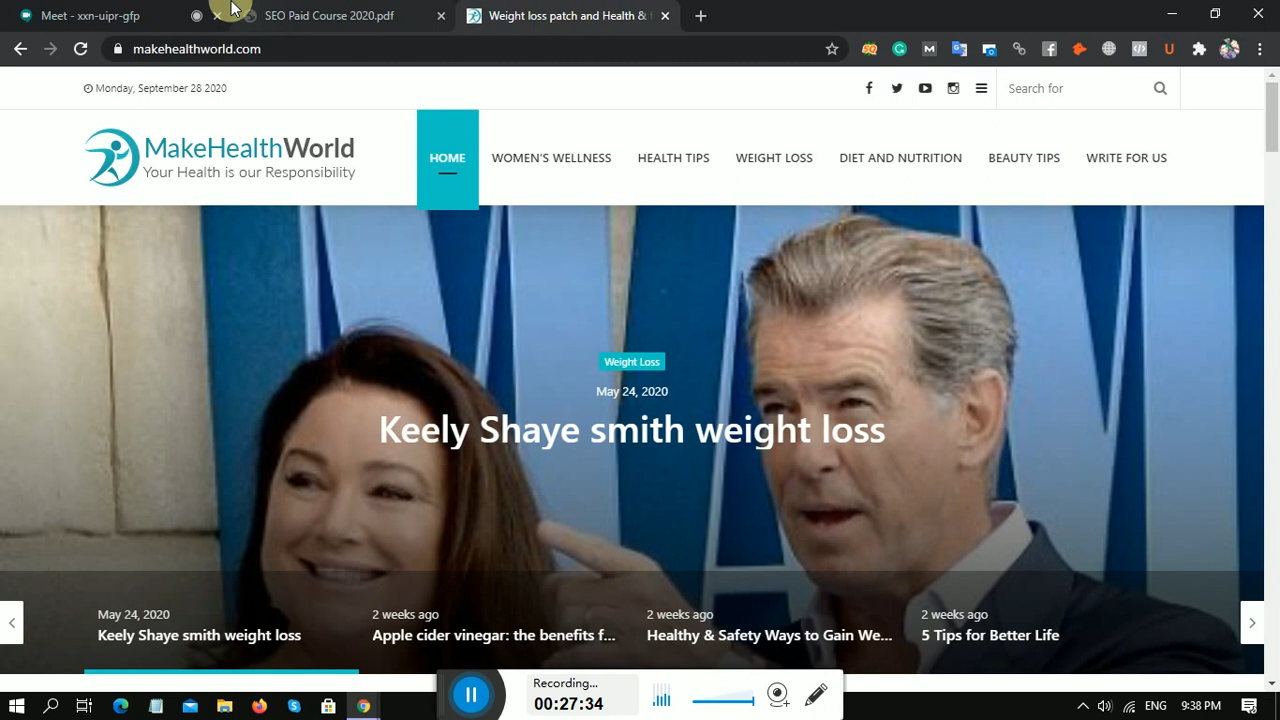 Meet - xxn-uipr-gfp
SEO Paid Course 2020.pdf
Weight loss patch and Health &
makehealthworld.com
Monday, September 28 2020
Search for
MakeHealthWorld
Your Health is our Responsibility
HOME
WOMEN'S WELLNESS
HEALTH TIPS
WEIGHT LOSS
DIET AND NUTRITION
BEAUTY TIPS
WRITE FOR US
Weight Loss
May 24, 2020
Keely Shaye smith weight loss
May 24, 2020
Keely Shaye smith weight loss
2 weeks ago
Apple cider vinegar: the benefits f...
2 weeks ago
Healthy & Safety Ways to Gain We...
2 weeks ago
5 Tips for Better Life
Recording...
00:27:34
ENG
9:38 PM